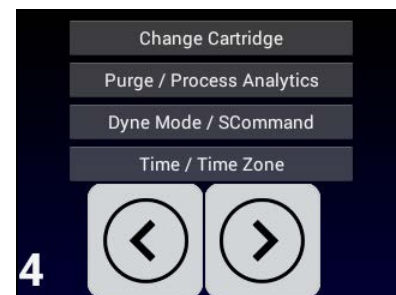 Change Cartridge
Purge / Process Analytics
Dyne Mode / SCommand
Time / Time Zone
4